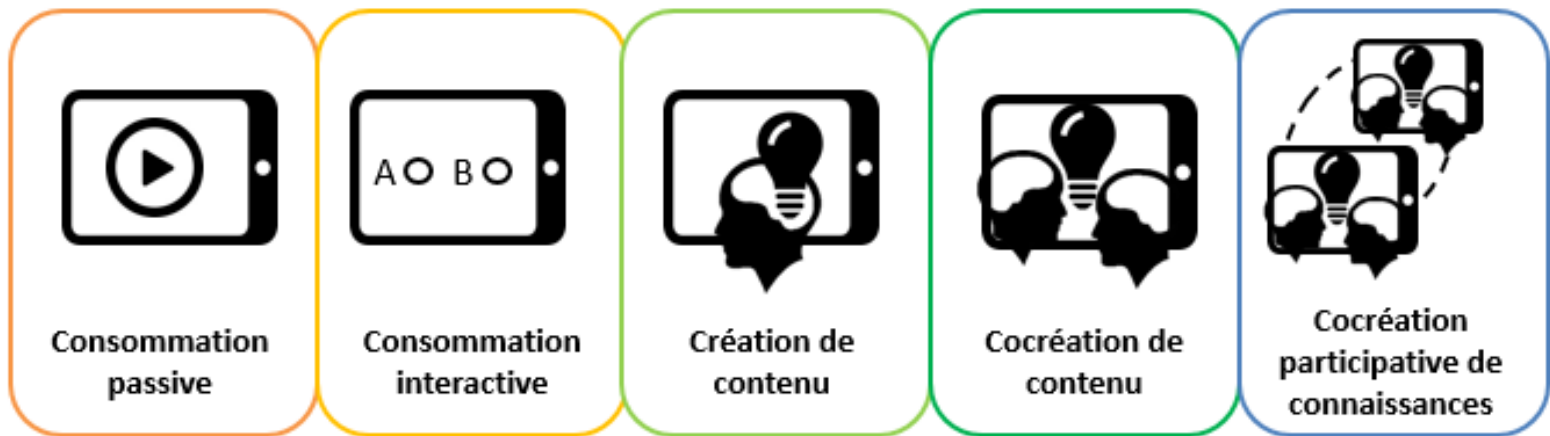 A B
Consommation
passive
Consommation
interactive
Création de
contenu
Cocréation de
contenu
Cocréation
participative de
connaissances